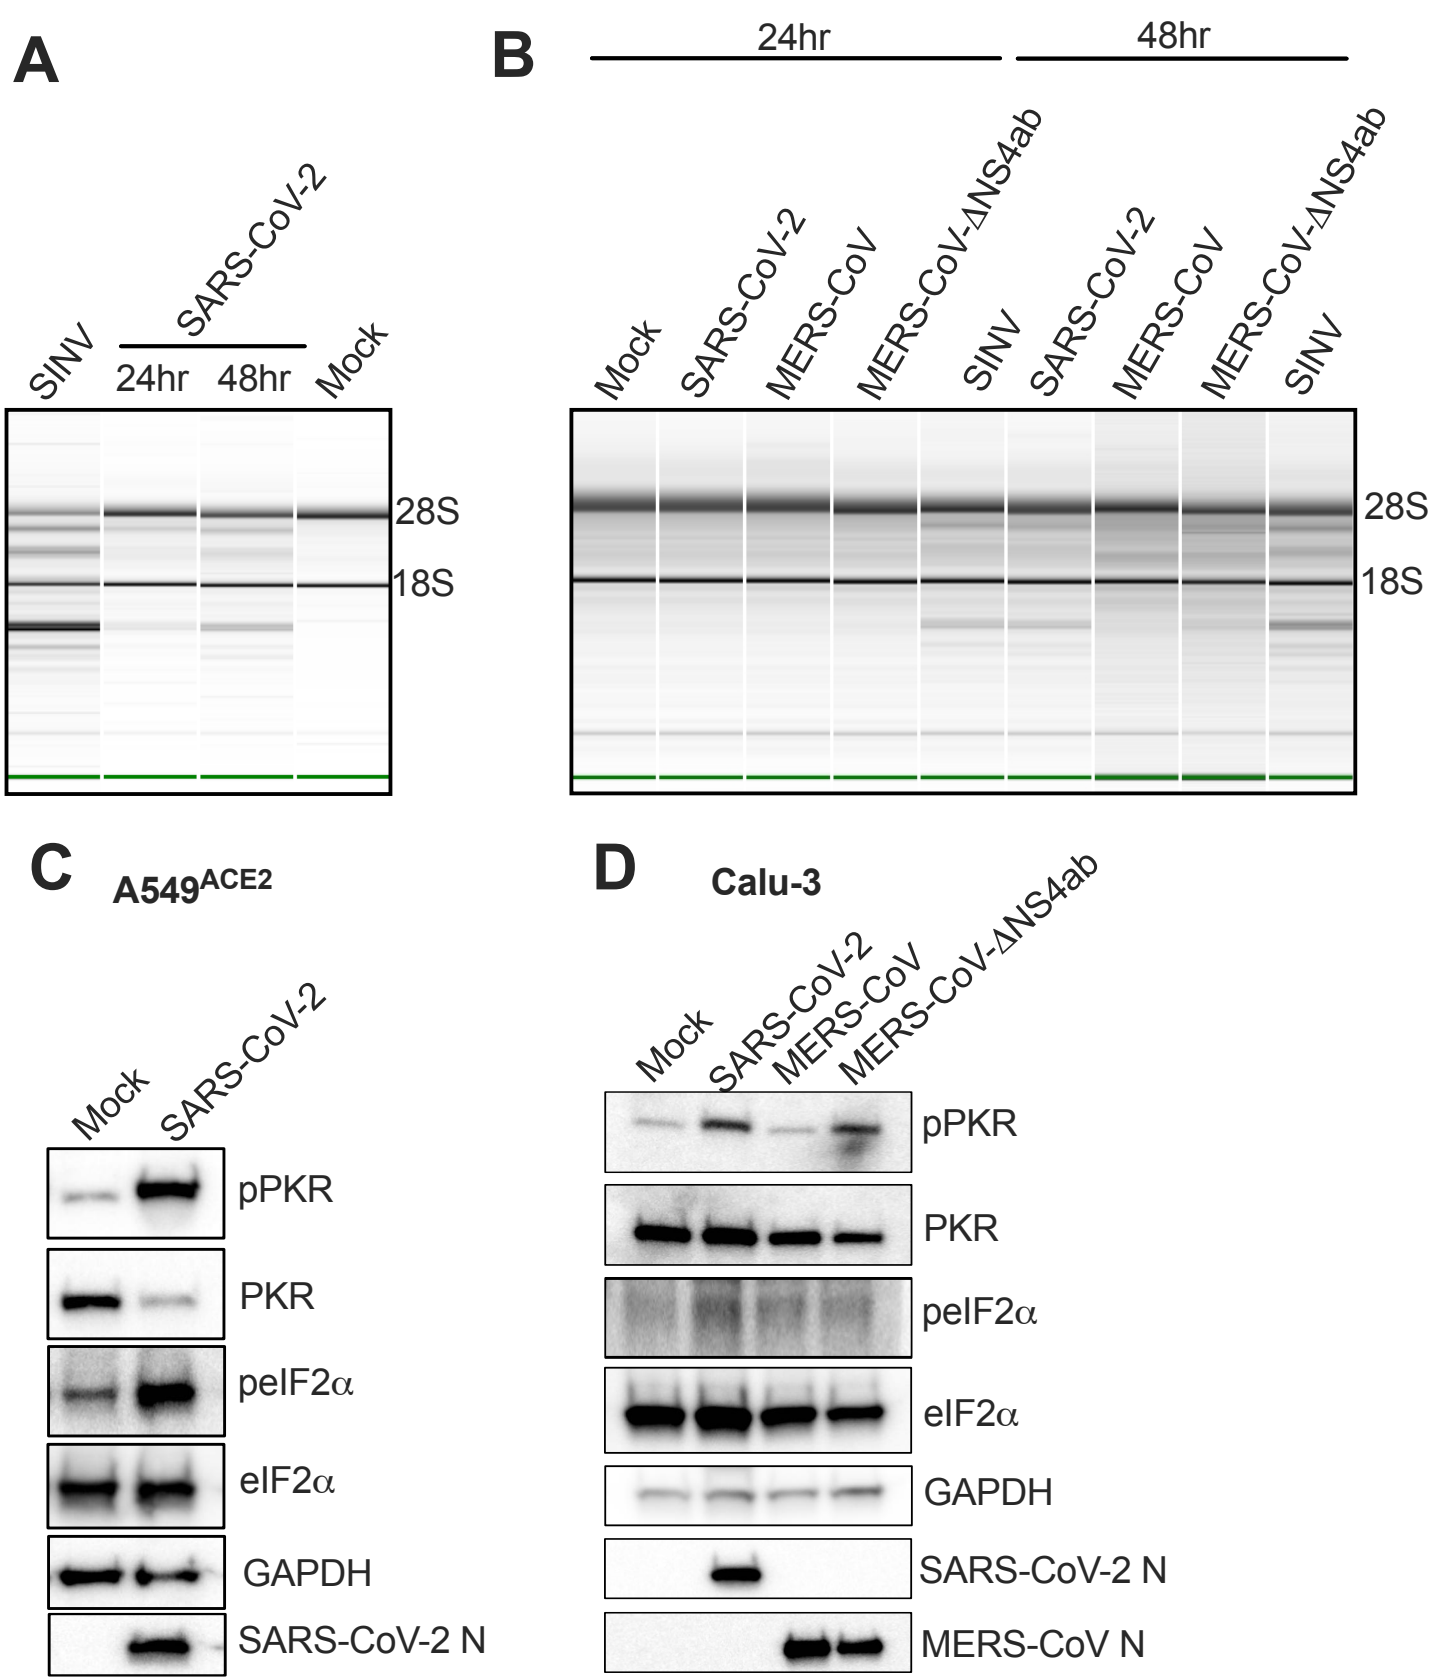 A
SARS-CoV-2
SINV
24hr
48hr
Mock
28S
18S
B
24hr
48hr
Mock
SARS-CoV-2
MERS-CoV
MERS-CoV-ΔNS4ab
SINV
SARS-CoV-2
MERS-CoV
MERS-CoV-ΔNS4ab
SINV
28S
18S
C
A549ACE2
Mock
SARS-CoV-2
pPKR
PKR
peIF2α
eIF2α
GAPDH
SARS-CoV-2 N
D
Calu-3
Mock
SARS-CoV-2
MERS-CoV
MERS-CoV-ΔNS4ab
pPKR
PKR
peIF2α
eIF2α
GAPDH
SARS-CoV-2 N
MERS-CoV N